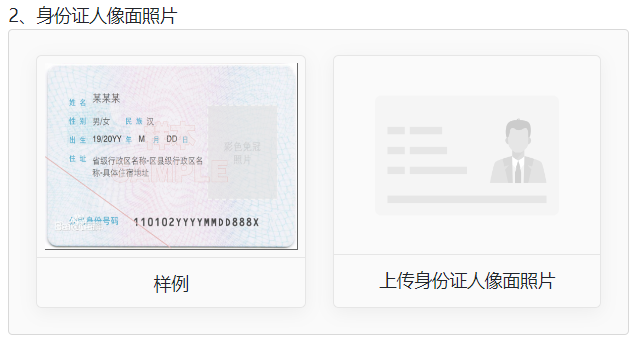 2、身份证人像面照片
姓名 某某某
性别 男/女 民族 汉
出生 19/20YY 年 M 月 DD 日
住址 省级行政区名称·区县级行政区名
称·具体住宿地址
彩色免冠
照片
公民身份号码 110102YYYYMMDD888X
样例
上传身份证人像面照片